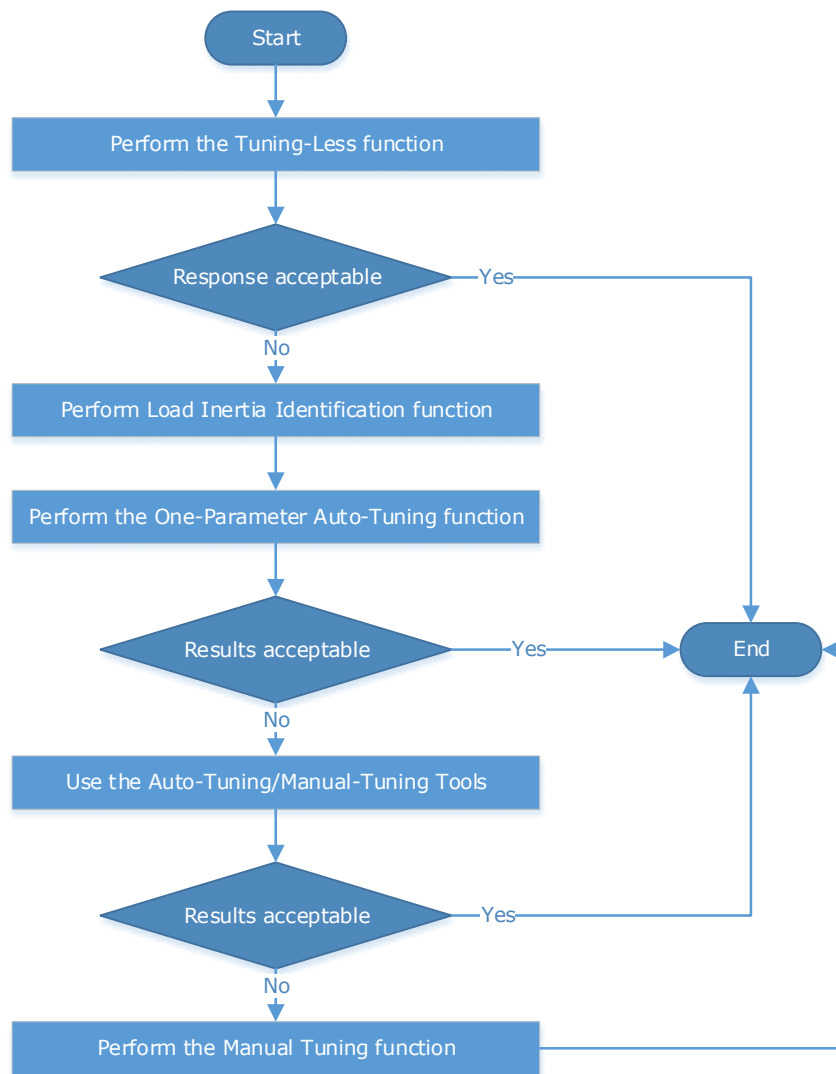 Start
Perform the Tuning-Less function
Response acceptable
Yes
No
Perform Load Inertia Identification function
Perform the One-Parameter Auto-Tuning function
Results acceptable
Yes
End
No
Use the Auto-Tuning/Manual-Tuning Tools
Results acceptable
Yes
No
Perform the Manual Tuning function